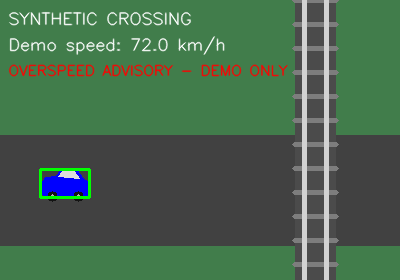 SYNTHETIC CROSSING
Demo speed: 72.0 km/h
OVERSPEED ADVISORY - DEMO ONLY